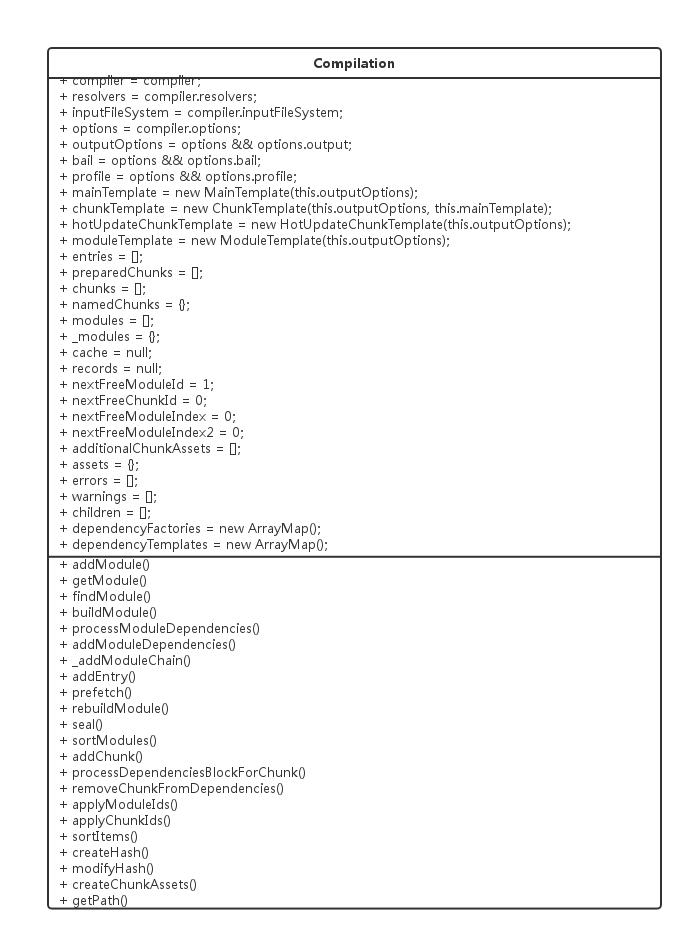 Compilation
+ compiler = compiler;
+ resolvers = compiler.resolvers;
+ inputFileSystem = compiler.inputFileSystem;
+ options = compiler.options;
+ outputOptions = options && options.output;
+ bail = options && options.bail;
+ profile = options && options.profile;
+ mainTemplate = new MainTemplate(this.outputOptions);
+ chunkTemplate = new ChunkTemplate(this.outputOptions, this.mainTemplate);
+ hotUpdateChunkTemplate = new HotUpdateChunkTemplate(this.outputOptions);
+ moduleTemplate = new ModuleTemplate(this.outputOptions);
+ entries = [];
+ preparedChunks = [];
+ chunks = [];
+ namedChunks = {};
+ modules = [];
+ _modules = {};
+ cache = null;
+ records = null;
+ nextFreeModuleId = 1;
+ nextFreeChunkId = 0;
+ nextFreeModuleIndex = 0;
+ nextFreeModuleIndex2 = 0;
+ additionalChunkAssets = [];
+ assets = {};
+ errors = [];
+ warnings = [];
+ children = [];
+ dependencyFactories = new ArrayMap();
+ dependencyTemplates = new ArrayMap();
+ addModule()
+ getModule()
+ findModule()
+ buildModule()
+ processModuleDependencies()
+ addModuleDependencies()
+ _addModuleChain()
+ addEntry()
+ prefetch()
+ rebuildModule()
+ seal()
+ sortModules()
+ addChunk()
+ processDependenciesBlockForChunk()
+ removeChunkFromDependencies()
+ applyModuleIds()
+ applyChunkIds()
+ sortItems()
+ createHash()
+ modifyHash()
+ createChunkAssets()
+ getPath()